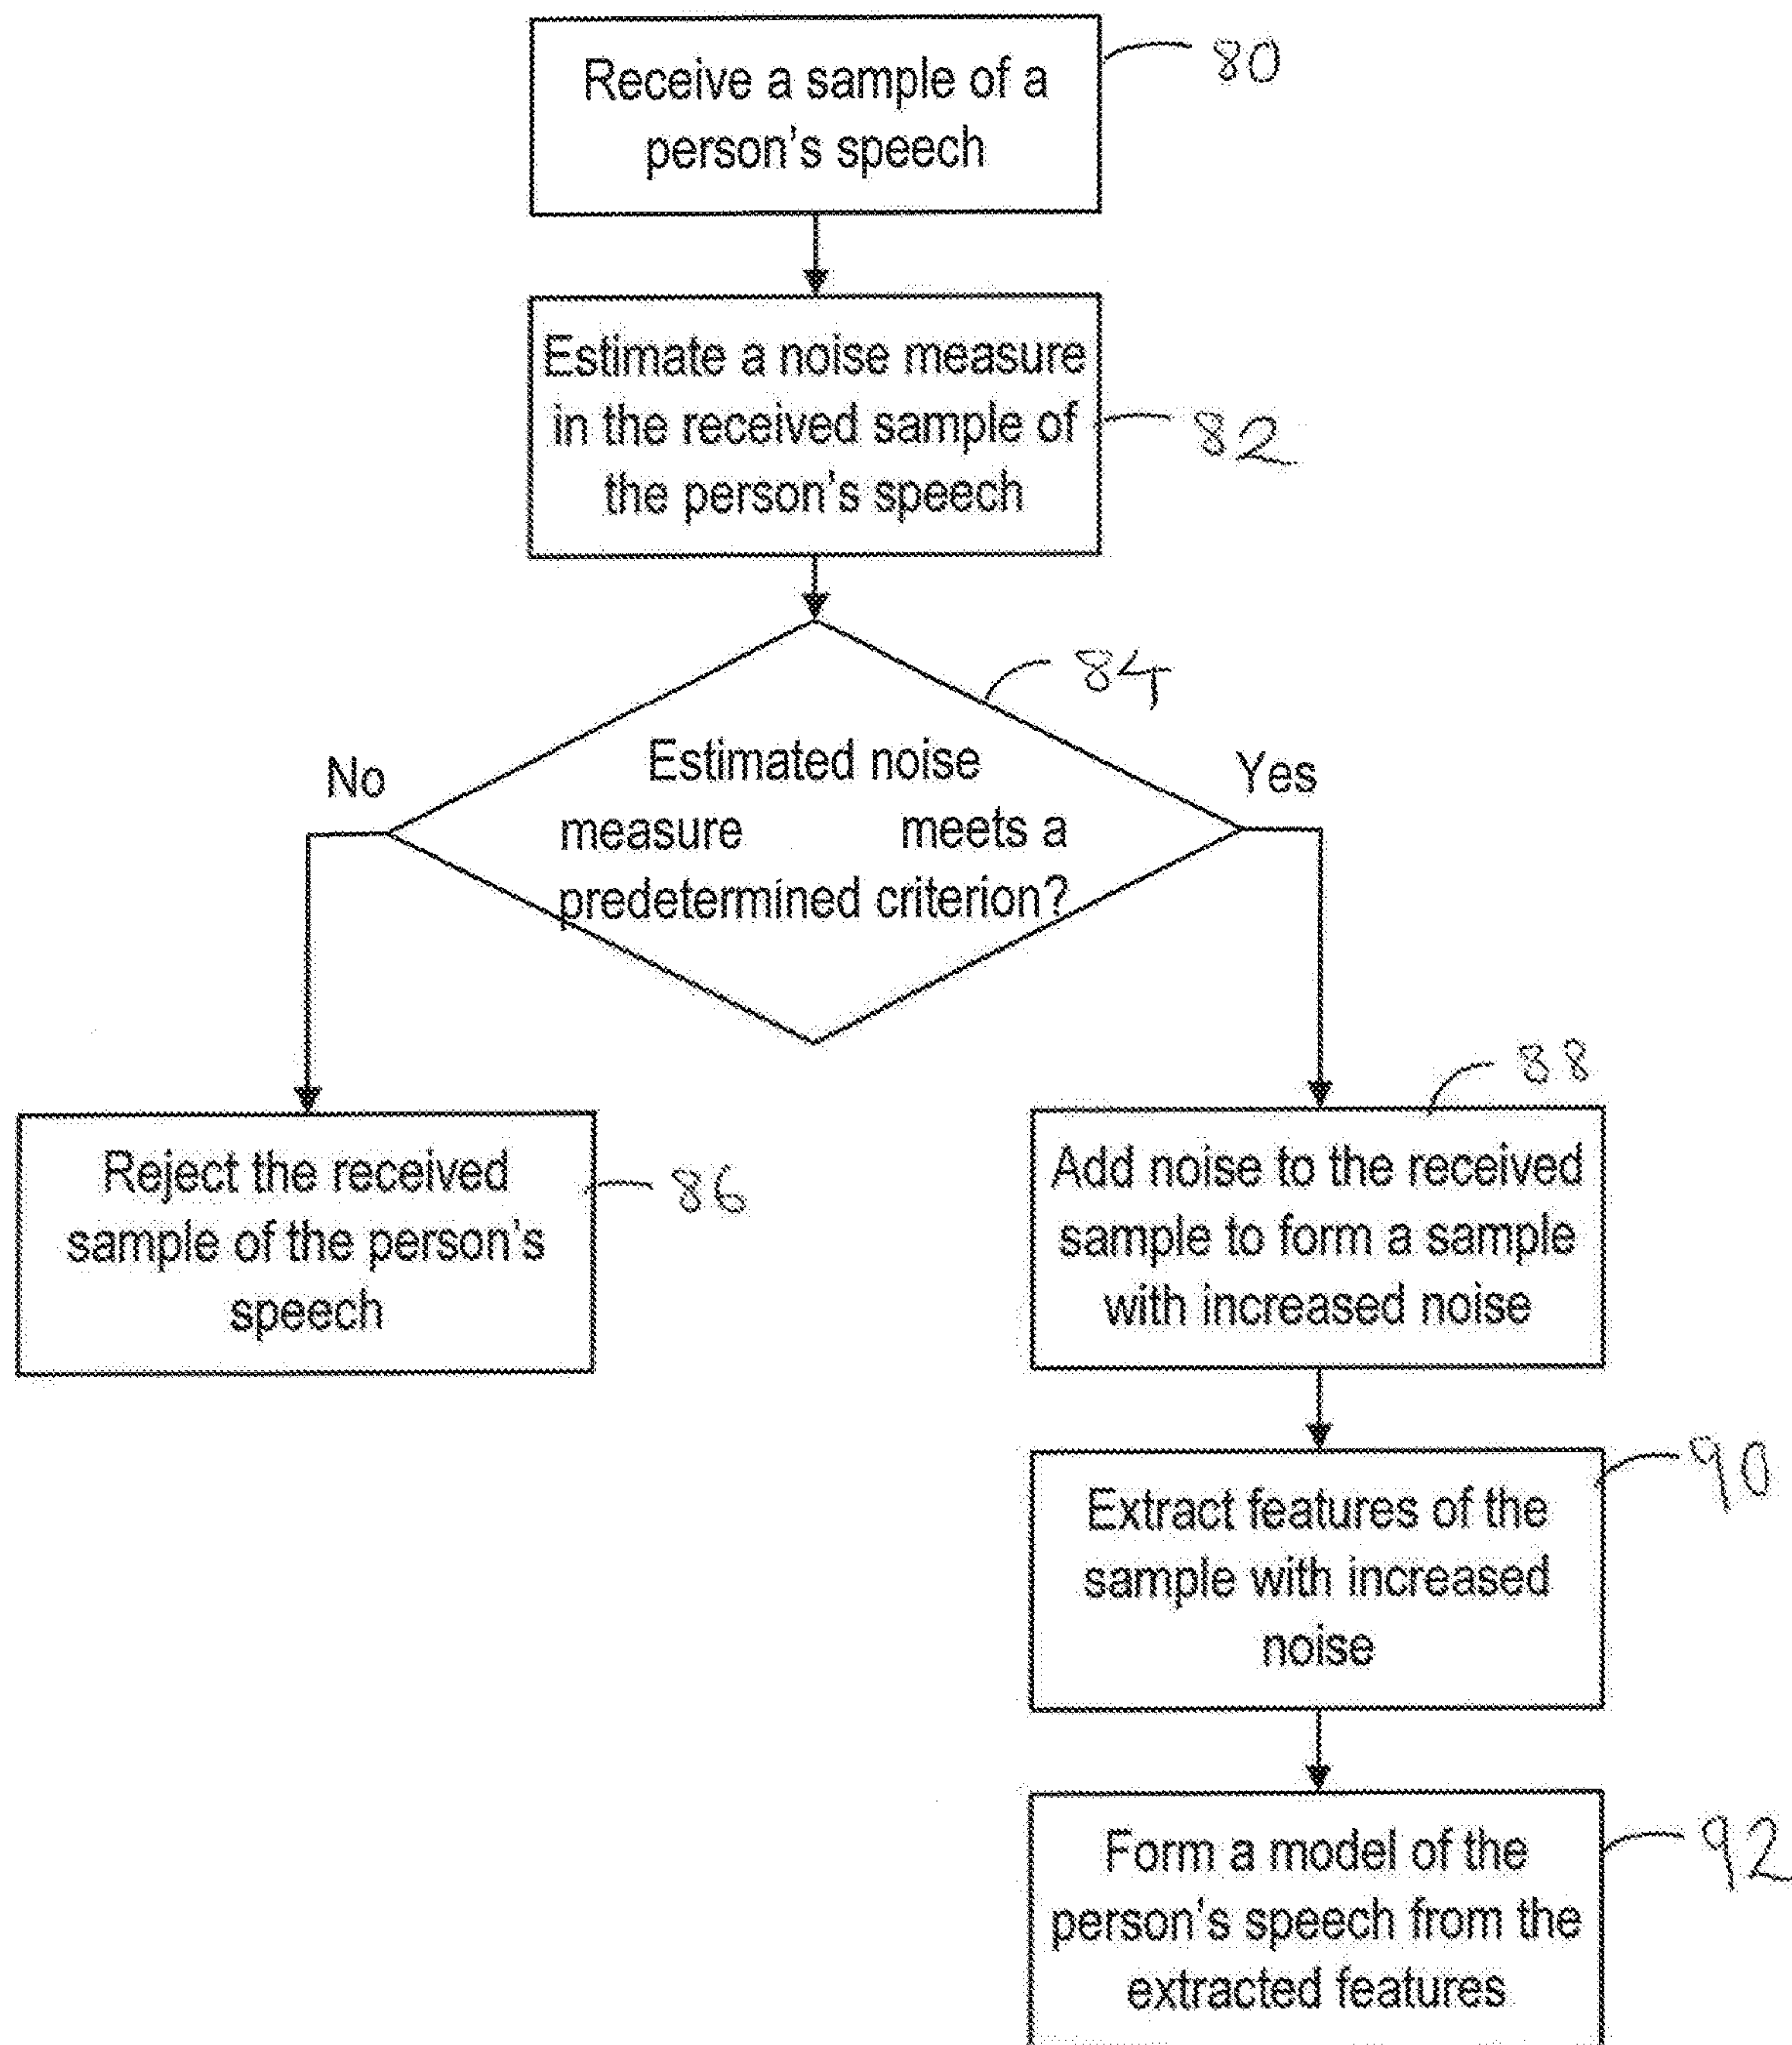 Receive a sample of a
person's speech
80
Estimate a noise measure
in the received sample of
the person's speech
82
84
Estimated noise
measure meets a
predetermined criterion?
No
Yes
Reject the received
sample of the person's
speech
86
88
Add noise to the received
sample to form a sample
with increased noise
90
Extract features of the
sample with increased
noise
92
Form a model of the
person's speech from the
extracted features